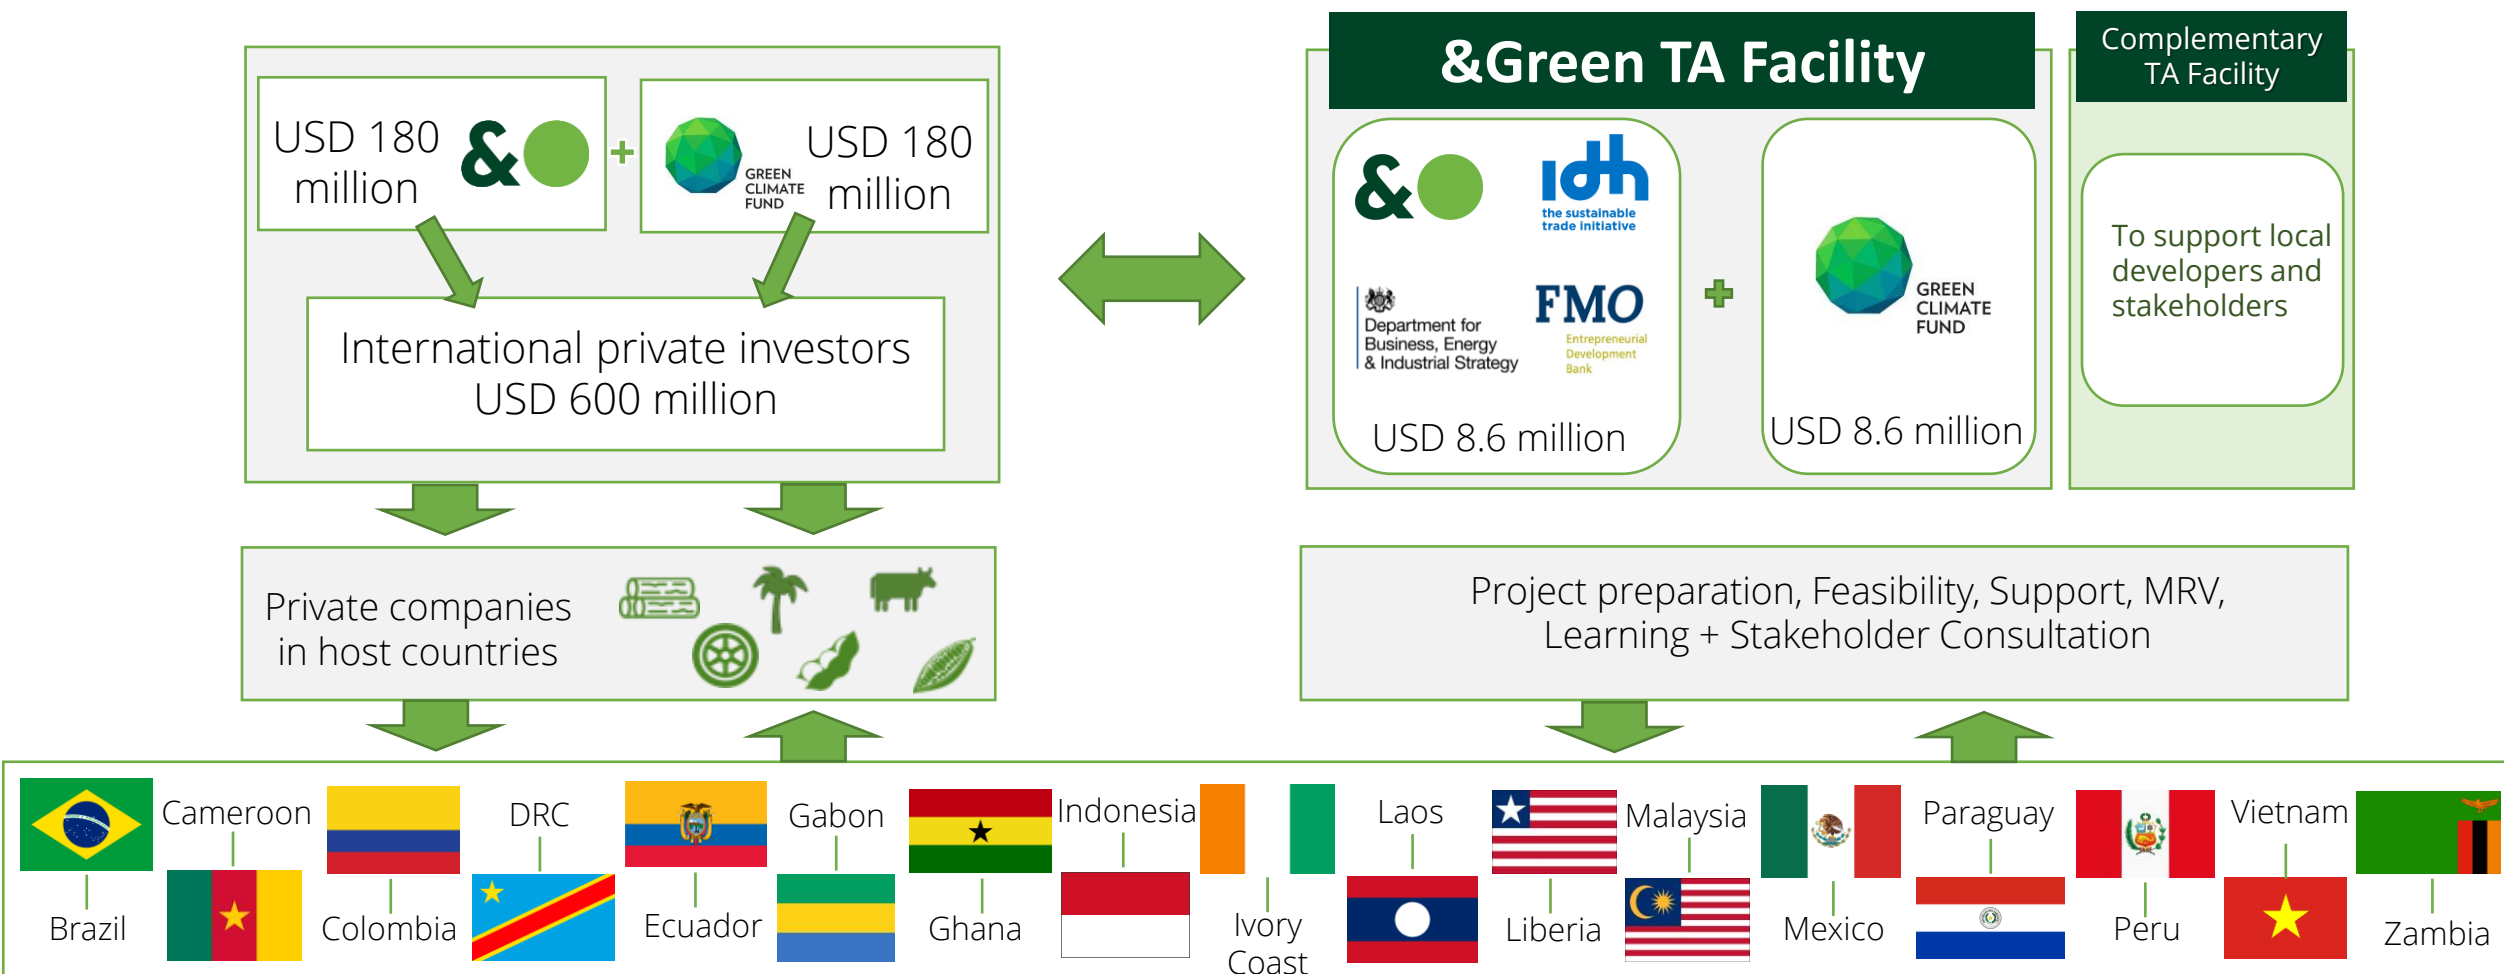 USD 180
million
&
+
GREEN
CLIMATE
FUND
USD 180
million
International private investors
USD 600 million
&Green TA Facility
&
idh
the sustainable
trade initiative
Department for
Business, Energy
& Industrial Strategy
FMO
Entrepreneurial
Development
Bank
USD 8.6 million
+
GREEN
CLIMATE
FUND
USD 8.6 million
Complementary
TA Facility
To support local
developers and
stakeholders
Private companies
in host countries
Project preparation, Feasibility, Support, MRV,
Learning + Stakeholder Consultation
Brazil
Cameroon
Colombia
DRC
Ecuador
Gabon
Ghana
Indonesia
Ivory
Coast
Laos
Liberia
Malaysia
Mexico
Paraguay
Peru
Vietnam
Zambia